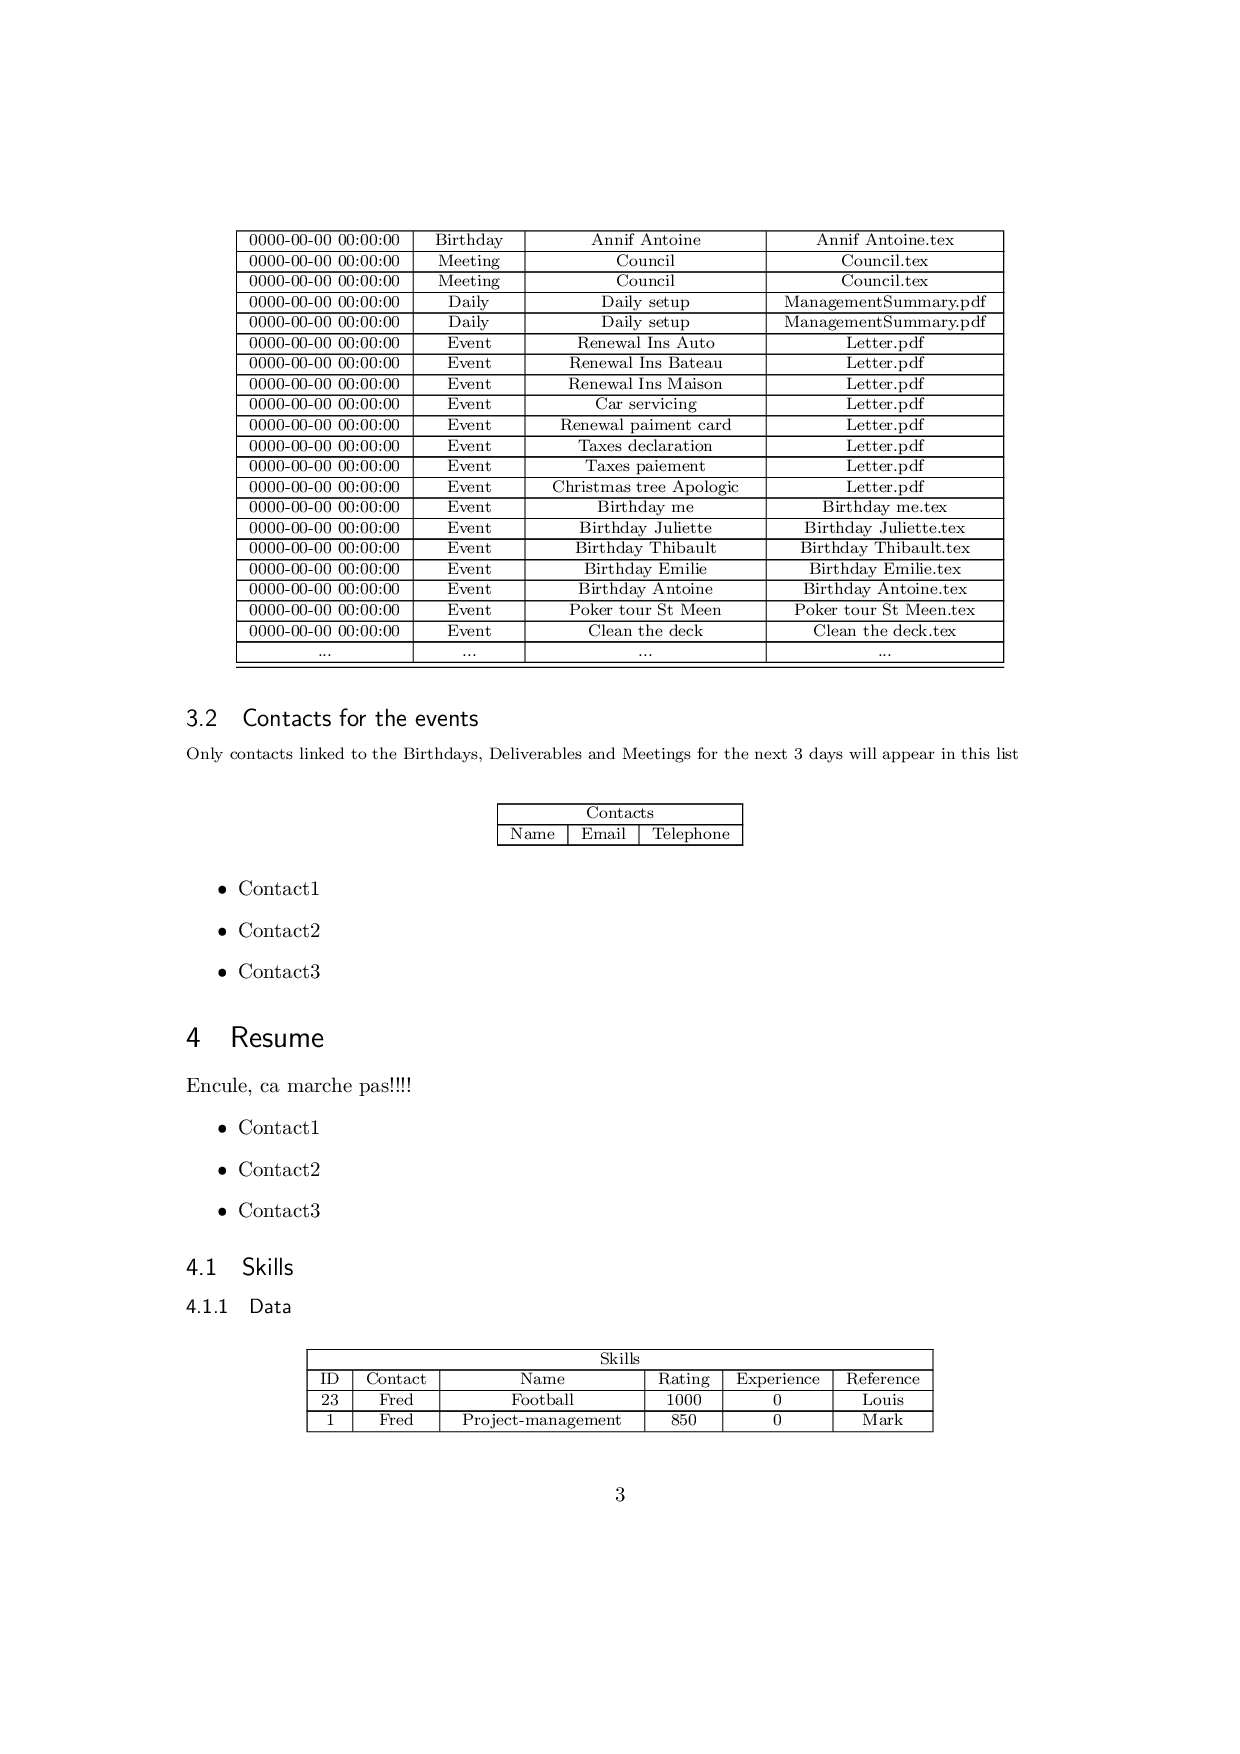 0000-00-00 00:00:00 Birthday Annif Antoine Annif Antoine.tex
0000-00-00 00:00:00 Meeting Council Council.tex
0000-00-00 00:00:00 Meeting Council Council.tex
0000-00-00 00:00:00 Daily Daily setup ManagementSummary.pdf
0000-00-00 00:00:00 Daily Daily setup ManagementSummary.pdf
0000-00-00 00:00:00 Event Renewal Ins Auto Letter.pdf
0000-00-00 00:00:00 Event Renewal Ins Bateau Letter.pdf
0000-00-00 00:00:00 Event Renewal Ins Maison Letter.pdf
0000-00-00 00:00:00 Event Car servicing Letter.pdf
0000-00-00 00:00:00 Event Renewal paiment card Letter.pdf
0000-00-00 00:00:00 Event Taxes declaration Letter.pdf
0000-00-00 00:00:00 Event Taxes paiement Letter.pdf
0000-00-00 00:00:00 Event Christmas tree Apologic Letter.pdf
0000-00-00 00:00:00 Event Birthday me Birthday me.tex
0000-00-00 00:00:00 Event Birthday Juliette Birthday Juliette.tex
0000-00-00 00:00:00 Event Birthday Thibault Birthday Thibault.tex
0000-00-00 00:00:00 Event Birthday Emilie Birthday Emilie.tex
0000-00-00 00:00:00 Event Birthday Antoine Birthday Antoine.tex
0000-00-00 00:00:00 Event Poker tour St Meen Poker tour St Meen.tex
0000-00-00 00:00:00 Event Clean the deck Clean the deck.tex
... ... ... ...
3.2 Contacts for the events
Only contacts linked to the Birthdays, Deliverables and Meetings for the next 3 days will appear in this list
Contacts
Name Email Telephone
• Contact1
• Contact2
• Contact3
4 Resume
Encule, ca marche pas!!!!
• Contact1
• Contact2
• Contact3
4.1 Skills
4.1.1 Data
Skills
ID Contact Name Rating Experience Reference
23 Fred Football 1000 0 Louis
1 Fred Project-management 850 0 Mark
3